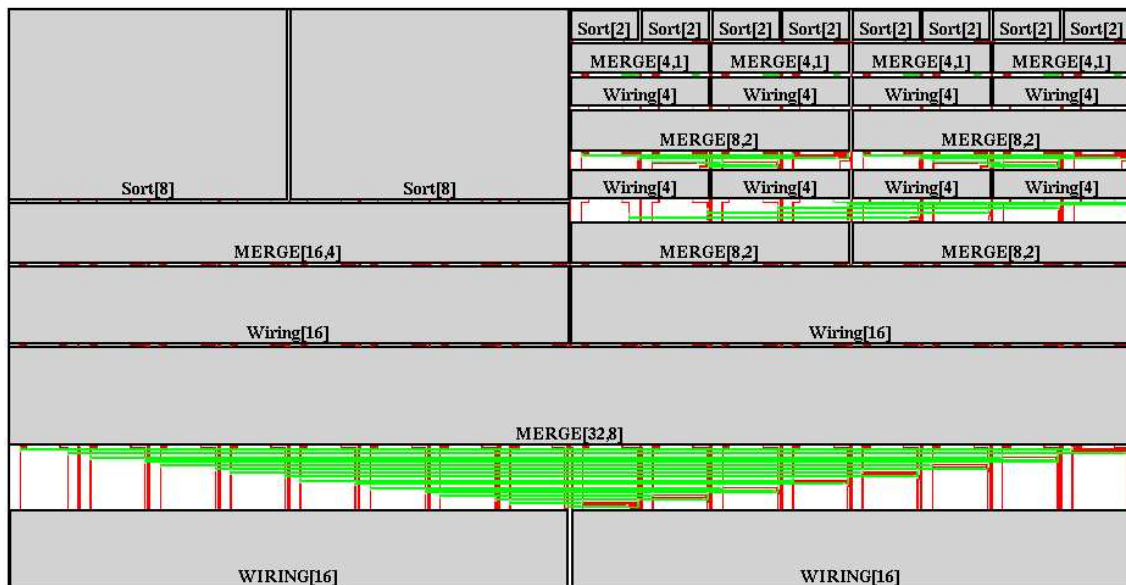 Sort[2] Sort[2] Sort[2] Sort[2] Sort[2] Sort[2] Sort[2] Sort[2]
MERGE[4,1] MERGE[4,1] MERGE[4,1] MERGE[4,1]
Wiring[4] Wiring[4] Wiring[4] Wiring[4]
MERGE[8,2] MERGE[8,2]
Sort[8] Sort[8] Wiring[4] Wiring[4] Wiring[4] Wiring[4]
MERGE[16,4] MERGE[8,2] MERGE[8,2]
Wiring[16] Wiring[16]
MERGE[32,8]
WIRING[16] WIRING[16]